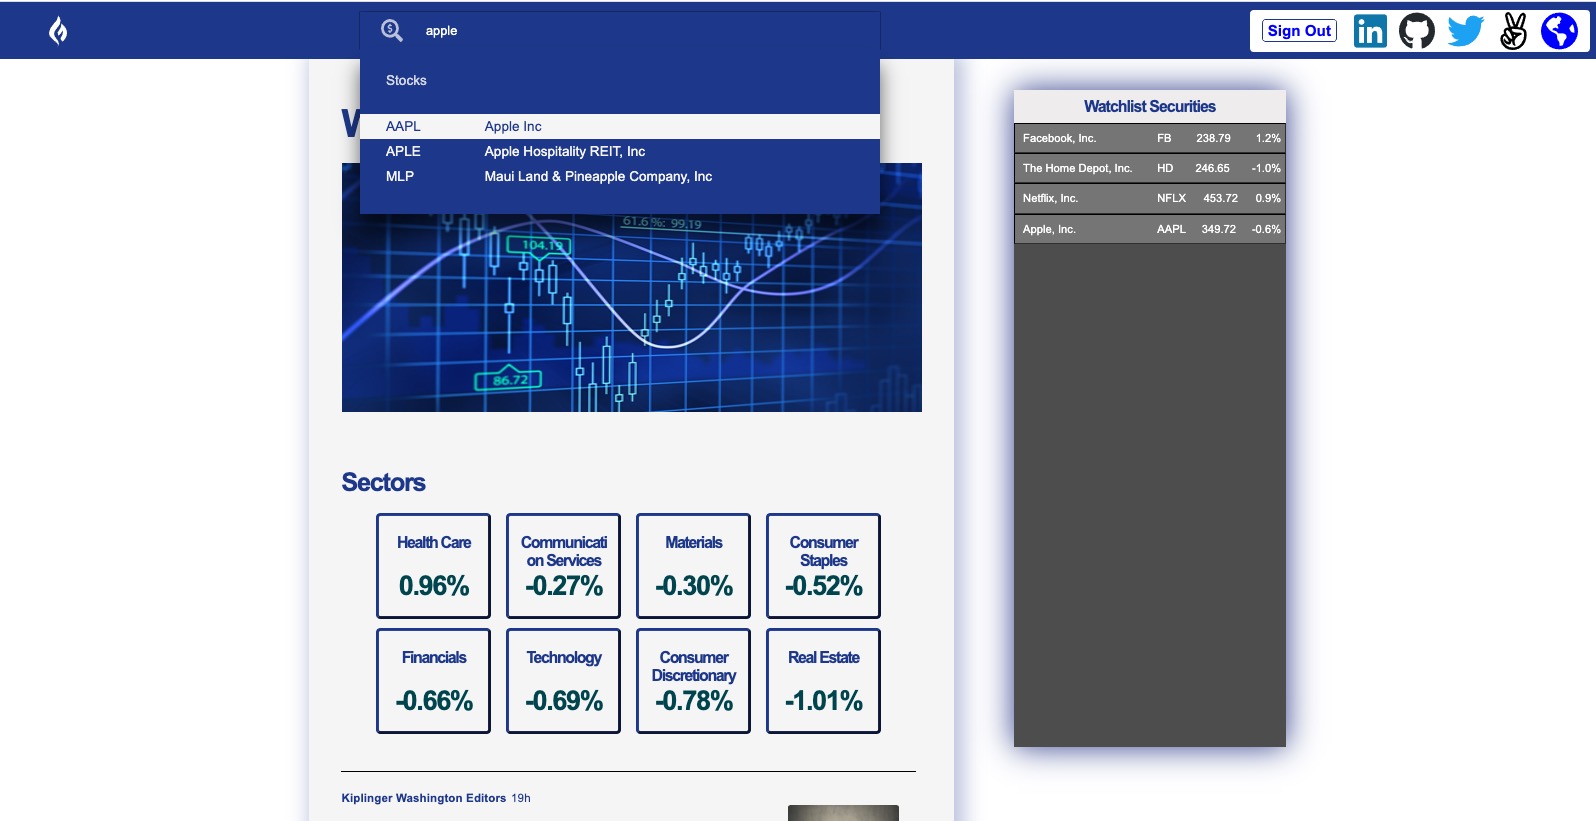 apple
Sign Out
Stocks
AAPL Apple Inc
APLE Apple Hospitality REIT, Inc
MLP Maui Land & Pineapple Company, Inc
61.6 %: 99.19
104.19
86.72
Sectors
Health Care
0.96%
Communicati
on Services
-0.27%
Materials
-0.30%
Consumer
Staples
-0.52%
Financials
-0.66%
Technology
-0.69%
Consumer
Discretionary
-0.78%
Real Estate
-1.01%
Kiplinger Washington Editors 19h
Watchlist Securities
Facebook, Inc. FB 238.79 1.2%
The Home Depot, Inc. HD 246.65 -1.0%
Netflix, Inc. NFLX 453.72 0.9%
Apple, Inc. AAPL 349.72 -0.6%